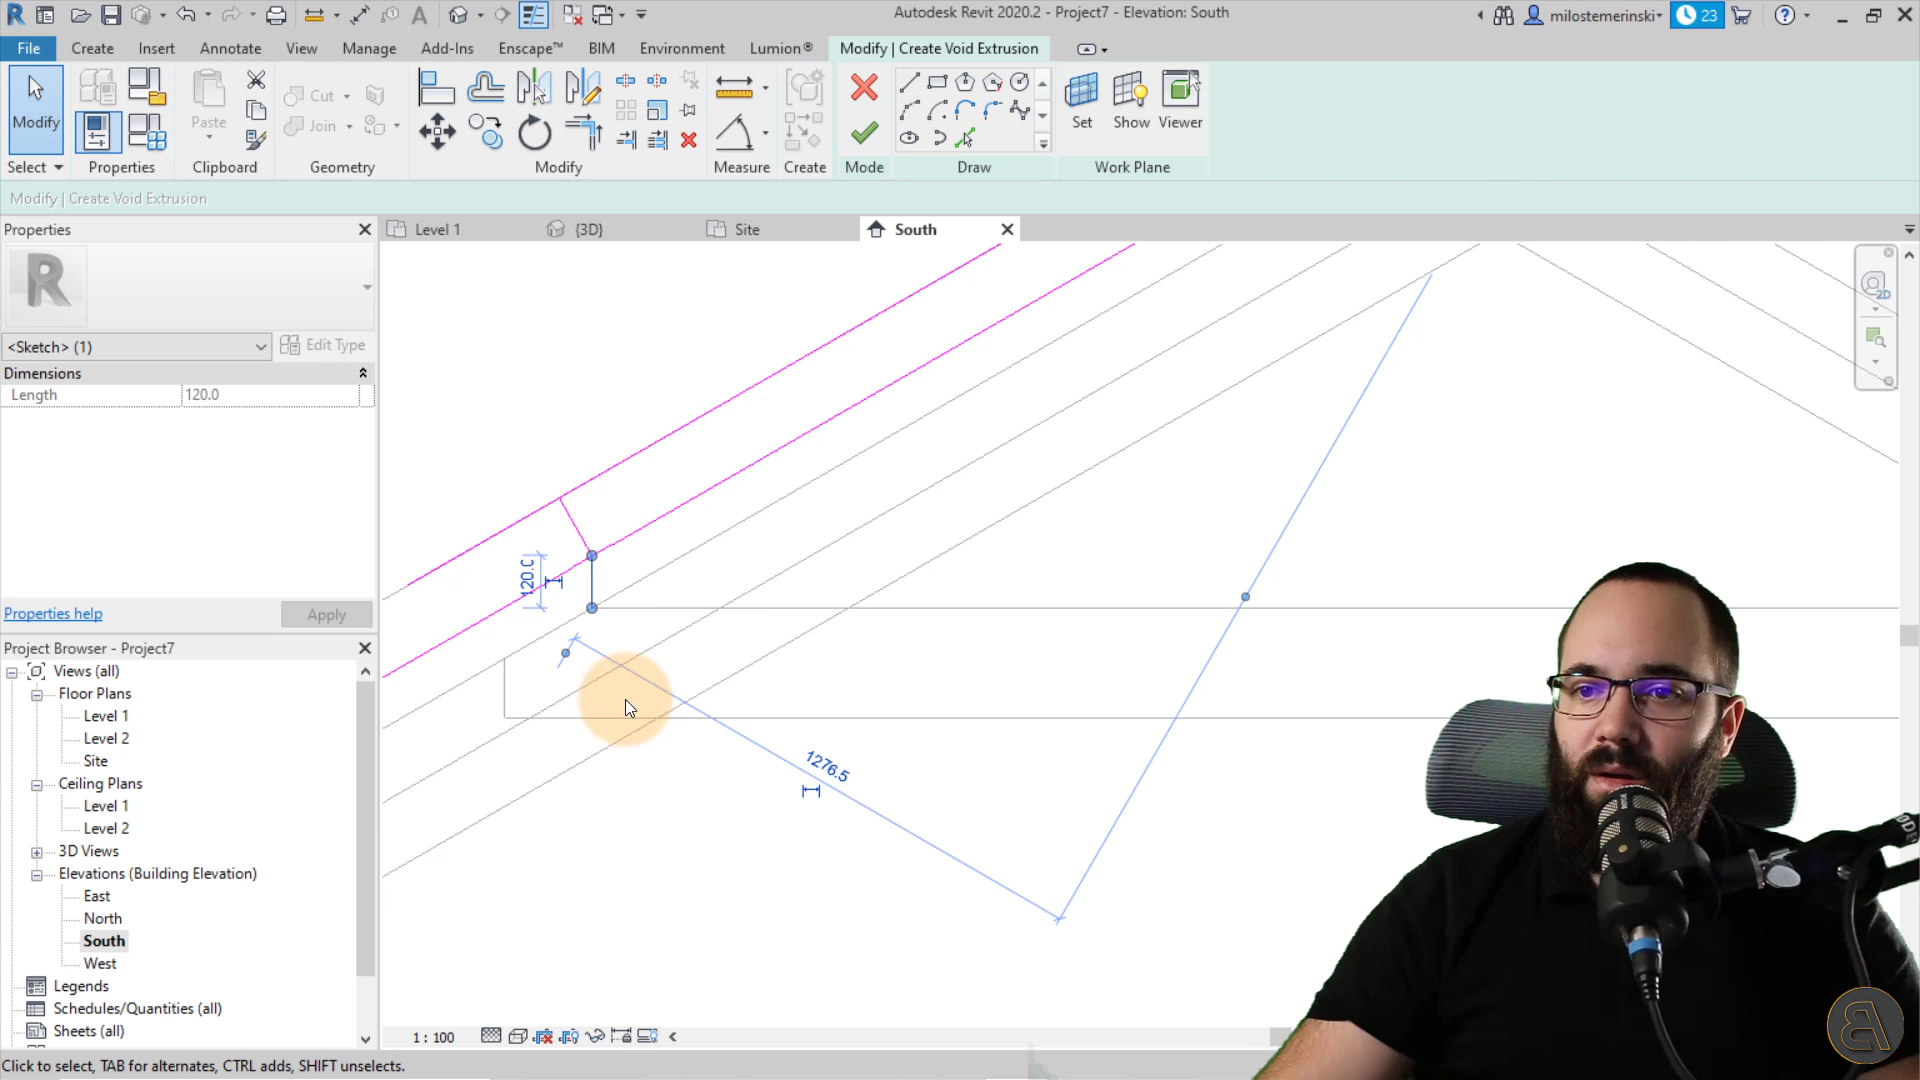 Autodesk Revit 2020.2 - Project7 - Elevation: South
milostemerinski
23
File
Create
Insert
Annotate
View
Manage
Add-Ins
Enscape™
BIM
Environment
Lumion®
Modify | Create Void Extrusion
Modify
Paste
Cut
Join
Set
Show
Viewer
Select
Properties
Clipboard
Geometry
Modify
Measure
Create
Mode
Draw
Work Plane
Modify | Create Void Extrusion
Properties
Level 1
{3D}
Site
South
R
<Sketch> (1)
Edit Type
Dimensions
Length
120.0
2D
120.0
1276.5
Properties help
Apply
Project Browser - Project7
Views (all)
Floor Plans
Level 1
Level 2
Site
Ceiling Plans
Level 1
Level 2
3D Views
Elevations (Building Elevation)
East
North
South
West
Legends
Schedules/Quantities (all)
Sheets (all)
1 : 100
Click to select, TAB for alternates, CTRL adds, SHIFT unselects.